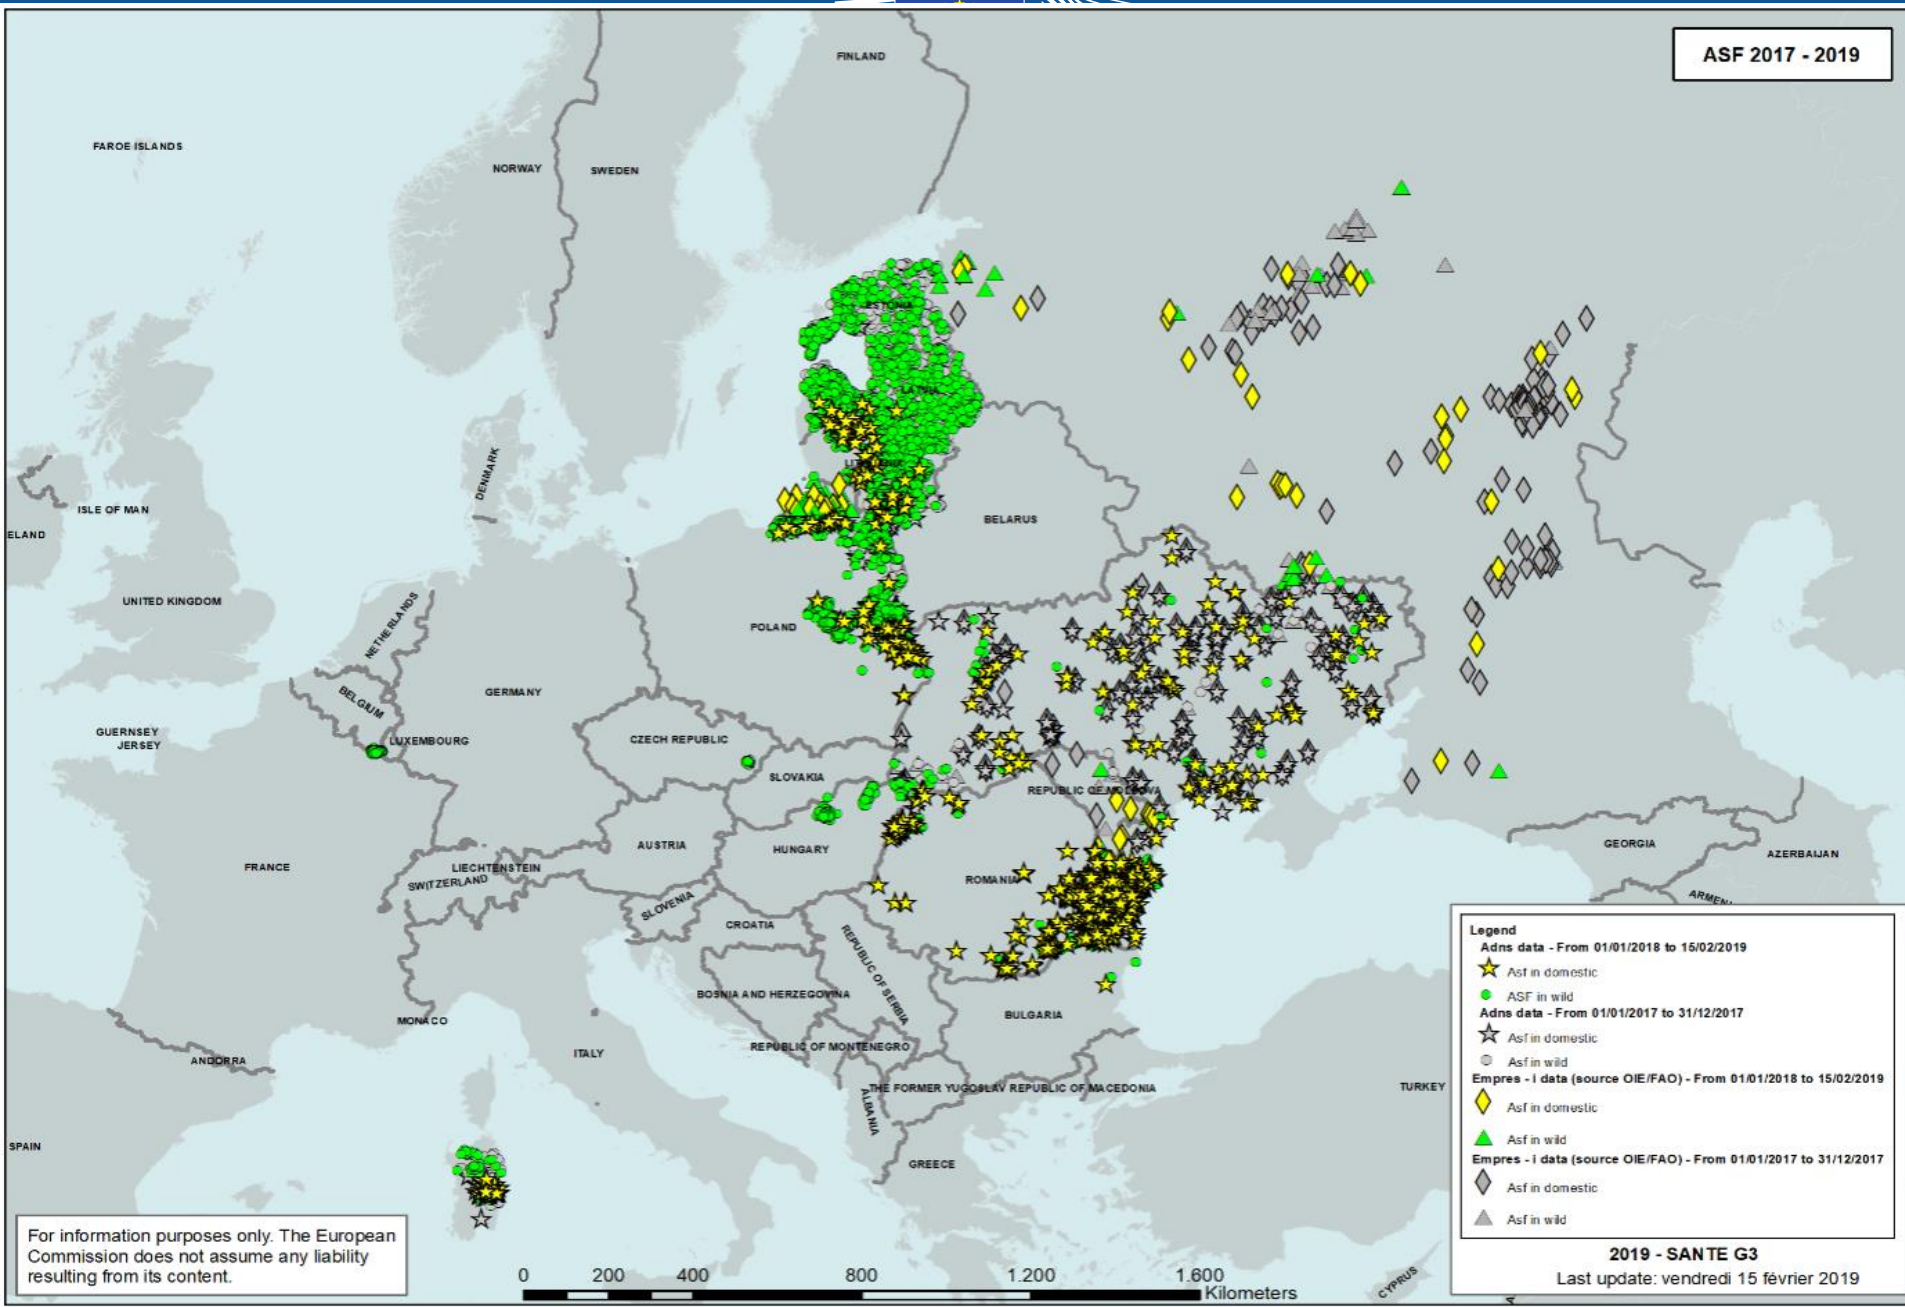 ASF 2017 - 2019
FINLAND
FAROE ISLANDS
NORWAY
SWEDEN
ESTONIA
LATVIA
DENMARK
ISLE OF MAN
BELARUS
ELAND
UNITED KINGDOM
NETHERLANDS
POLAND
GERMANY
BELGIUM
GUERNSEY
JERSEY
LUXEMBOURG
CZECH REPUBLIC
SLOVAKIA
REPUBLIC OF MOLDOVA
AUSTRIA
HUNGARY
GEORGIA
AZERBAIJAN
FRANCE
LIECHTENSTEIN
SWITZERLAND
ROMANIA
SLOVENIA
CROATIA
REPUBLIC OF SERBIA
ARMEN
BOSNIA AND HERZEGOVINA
MONACO
BULGARIA
ITALY
REPUBLIC OF MONTENEGRO
ANDORRA
THE FORMER YUGOSLAV REPUBLIC OF MACEDONIA
TURKEY
ALBANIA
SPAIN
GREECE
CYPRUS
Legend
Adns data - From 01/01/2018 to 15/02/2019
Asf in domestic
ASF in wild
Adns data - From 01/01/2017 to 31/12/2017
Asf in domestic
Asf in wild
Empres - i data (source OIE/FAO) - From 01/01/2018 to 15/02/2019
Asf in domestic
Asf in wild
Empres - i data (source OIE/FAO) - From 01/01/2017 to 31/12/2017
Asf in domestic
Asf in wild
2019 - SANTE G3
Last update: vendredi 15 février 2019
For information purposes only. The European
Commission does not assume any liability
resulting from its content.
0 200 400 800 1.200 1.600
Kilometers